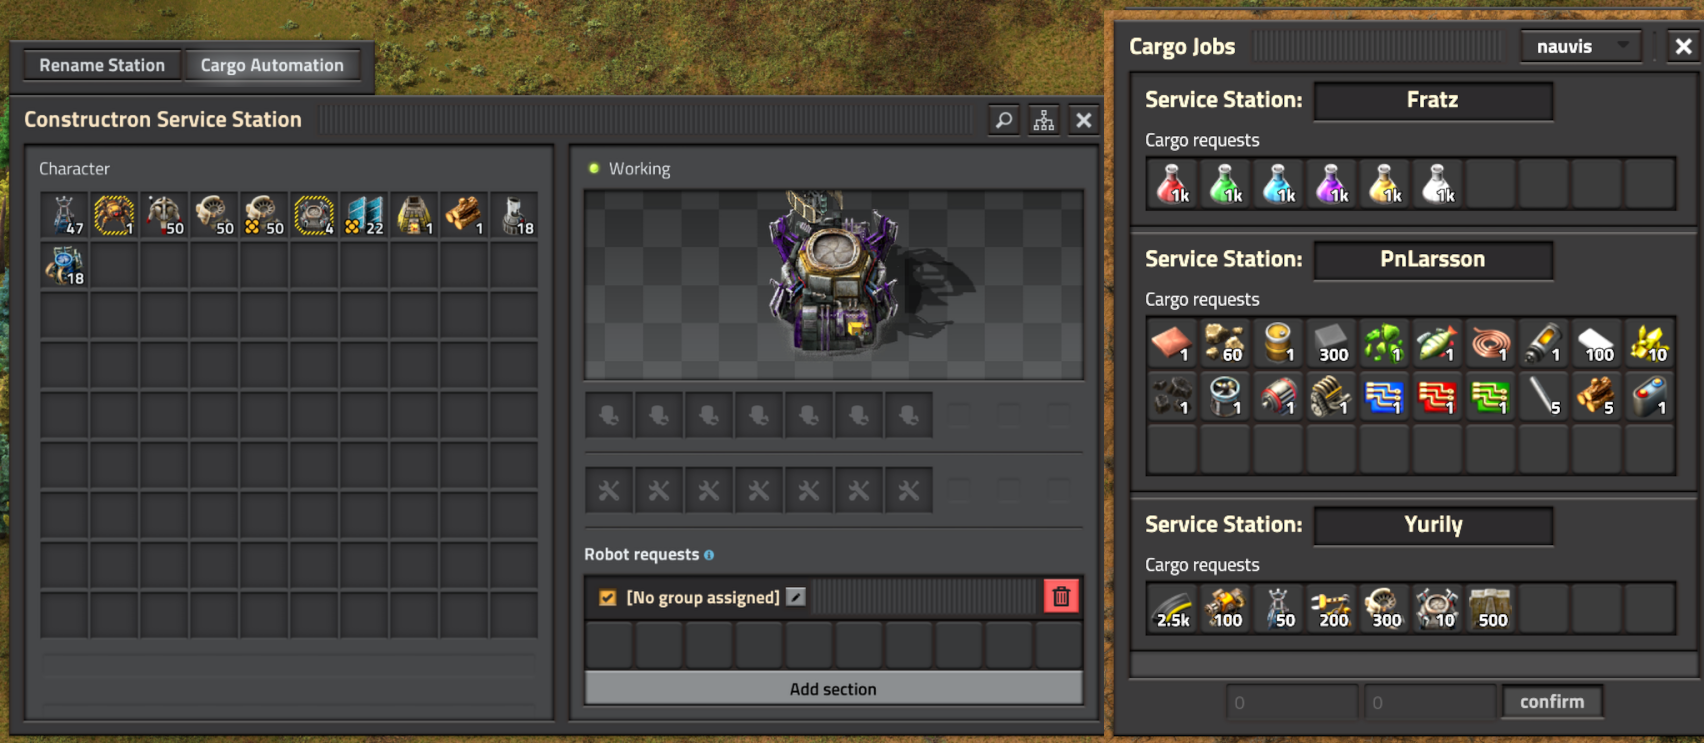 Rename Station
Cargo Automation
Constructron Service Station
Character
47 1 50 50 50 4 22 1 1 18
18
Working
Robot requests
[No group assigned]
Add section
Cargo Jobs
nauvis
Service Station: Fratz
Cargo requests
1k 1k 1k 1k 1k 1k
Service Station: PnLarsson
Cargo requests
1 60 1 300 1 1 1 1 100 10
1 1 1 1 1 1 1 5 5 1
Service Station: Yurily
Cargo requests
2.5k 100 50 200 300 10 500
0 0 confirm